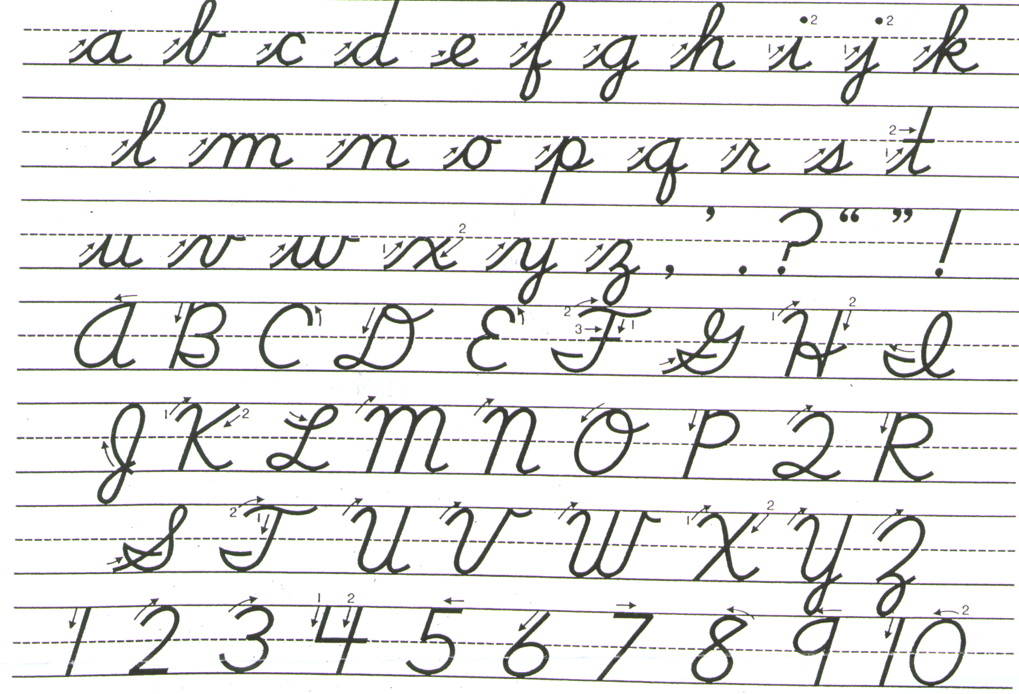 a b c d e f g h i j k
l m n o p q r s t
u v w x y z , ’ . ? “ ” !
A B C D E F G H I
J K L M N O P Q R
S T U V W X Y Z
1 2 3 4 5 6 7 8 9 10